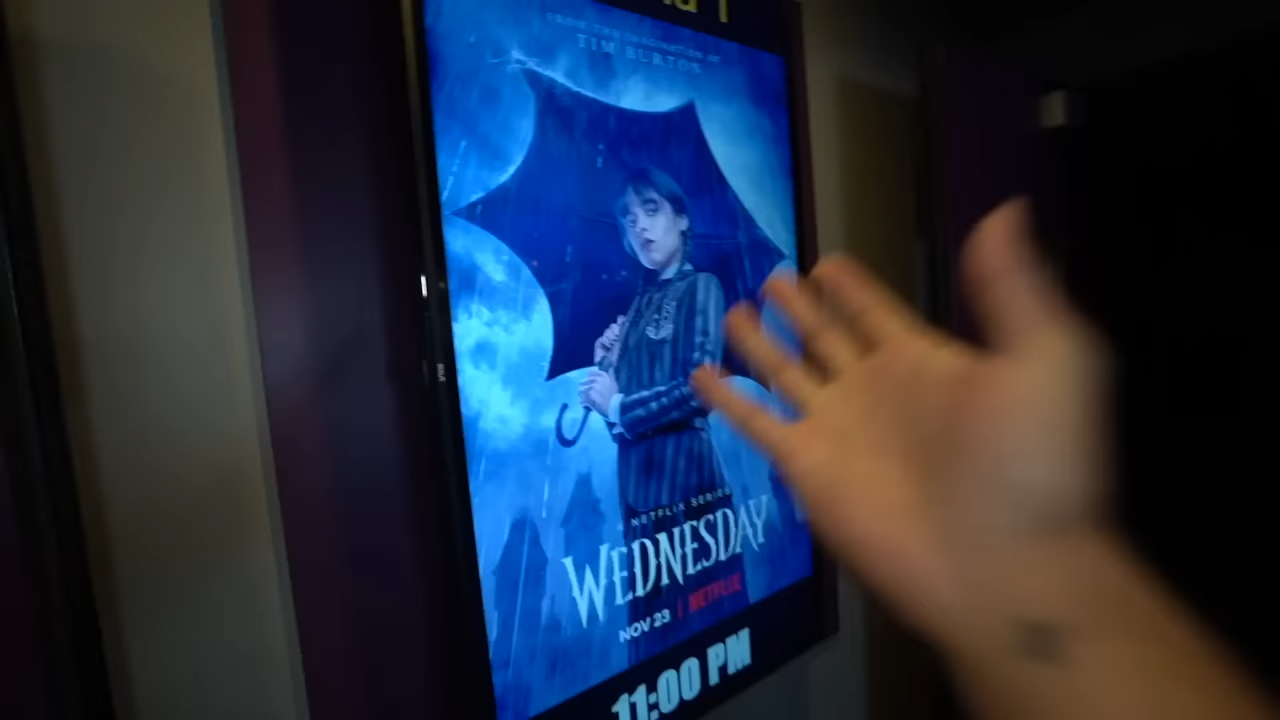 FROM THE IMAGINATION OF
TIM BURTON
A NETFLIX SERIES
WEDNESDAY
NOV 23 | NETFLIX
11:00 PM